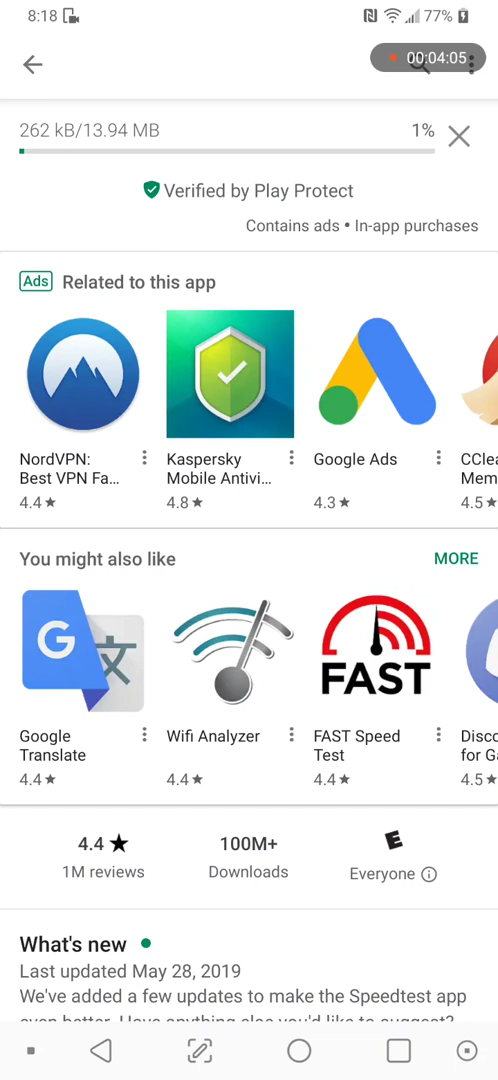 8:18
77%
00:04:05
262 kB/13.94 MB
1%
Verified by Play Protect
Contains ads • In-app purchases
Ads
Related to this app
NordVPN:
Best VPN Fa…
4.4★
Kaspersky
Mobile Antivi…
4.8★
Google Ads
4.3★
CClea
Mem
4.5★
You might also like
MORE
G
文
FAST
Google
Translate
4.4★
Wifi Analyzer
4.4★
FAST Speed
Test
4.4★
Disco
for Ga
4.5★
4.4 ★
1M reviews
100M+
Downloads
E
Everyone
What's new
Last updated May 28, 2019
We've added a few updates to make the Speedtest app
even better. Have anything else you'd like to suggest?